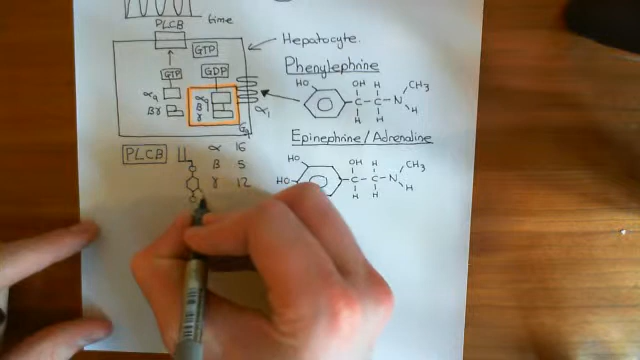 time
PLCB
GTP
Hepatocyte.
GTP
GDP
Phenylephrine
αq
βγ
αq
β
γ
Gq
α1
HO
OH H
C C N
CH3
H H H
Epinephrine/Adrenaline
PLCB
α 16
β 5
γ 12
HO
HO
OH H
C C N
CH3
H H H